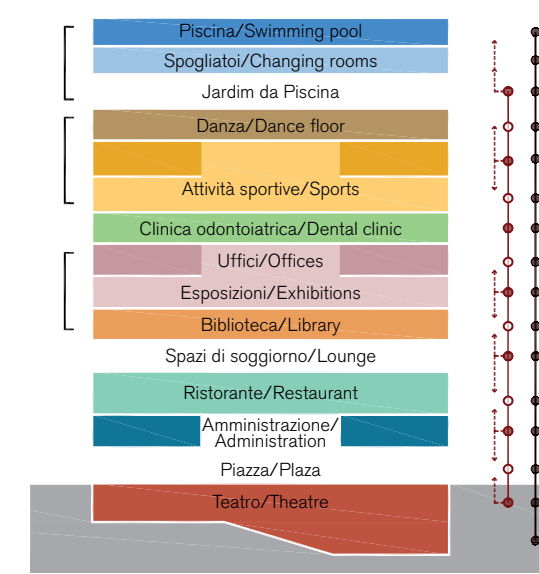 Piscina/Swimming pool
Spogliatoi/Changing rooms
Jardim da Piscina
Danza/Dance floor
Attività sportive/Sports
Clinica odontoiatrica/Dental clinic
Uffici/Offices
Esposizioni/Exhibitions
Biblioteca/Library
Spazi di soggiorno/Lounge
Ristorante/Restaurant
Amministrazione/
Administration
Piazza/Plaza
Teatro/Theatre